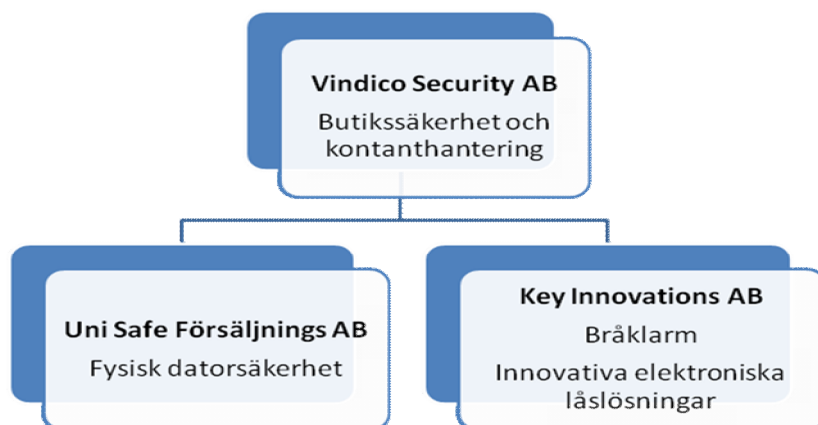 Vindico Security AB
Butikssäkerhet och
kontanthantering
Uni Safe Försäljnings AB
Fysisk datorsäkerhet
Key Innovations AB
Bråklarm
Innovativa elektroniska
låslösningar